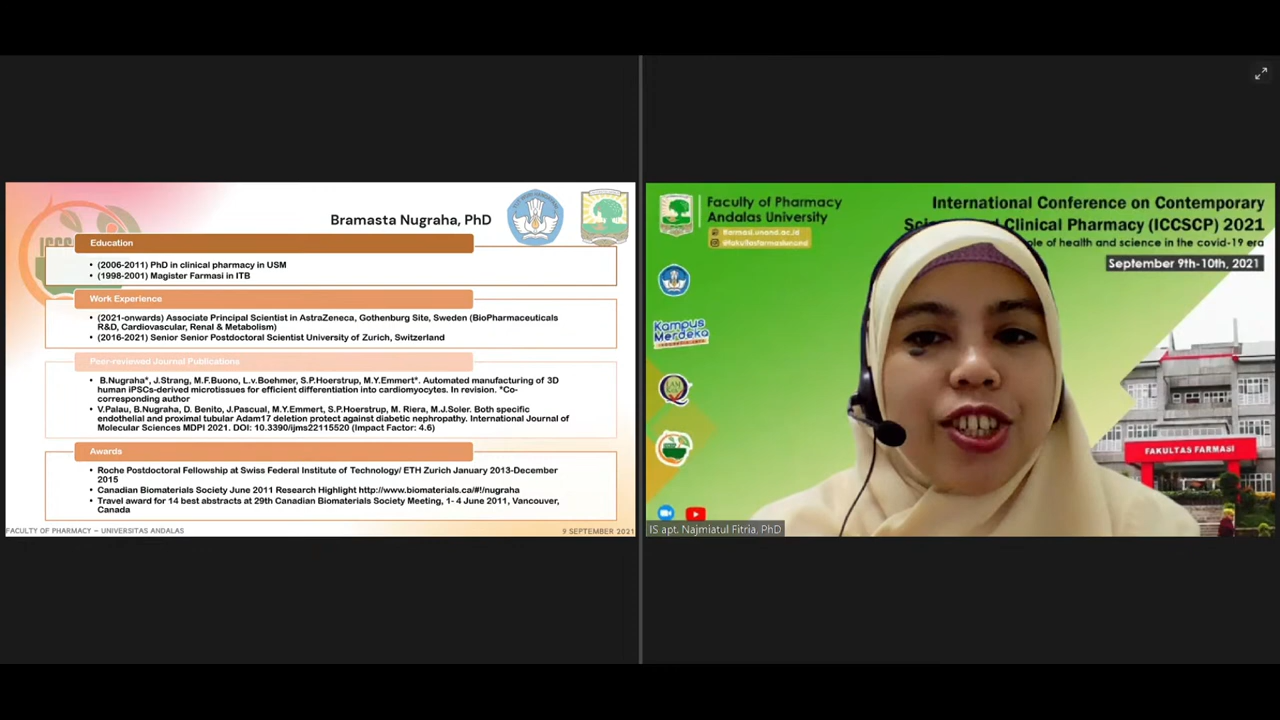 Bramasta Nugraha, PhD
Education
• (2006-2011) PhD in clinical pharmacy in USM
• (1998-2001) Magister Farmasi in ITB
Work Experience
• (2021-onwards) Associate Principal Scientist in AstraZeneca, Gothenburg Site, Sweden (BioPharmaceuticals
R&D, Cardiovascular, Renal & Metabolism)
• (2016-2021) Senior Senior Postdoctoral Scientist University of Zurich, Switzerland
Peer-reviewed Journal Publications
• B.Nugraha*, J.Strang, M.F.Buono, L.v.Boehmer, S.P.Hoerstrup, M.Y.Emmert*. Automated manufacturing of 3D
human iPSCs-derived microtissues for efficient differentiation into cardiomyocytes. In revision. *Co-
corresponding author
• V.Palau, B.Nugraha, D. Benito, J.Pascual, M.Y.Emmert, S.P.Hoerstrup, M. Riera, M.J.Soler. Both specific
endothelial and proximal tubular Adam17 deletion protect against diabetic nephropathy. International Journal of
Molecular Sciences MDPI 2021. DOI: 10.3390/ijms22115520 (Impact Factor: 4.6)
Awards
• Roche Postdoctoral Fellowship at Swiss Federal Institute of Technology/ ETH Zurich January 2013-December
2015
• Canadian Biomaterials Society June 2011 Research Highlight http://www.biomaterials.ca/#!/nugraha
• Travel award for 14 best abstracts at 29th Canadian Biomaterials Society Meeting, 1- 4 June 2011, Vancouver,
Canada
FACULTY OF PHARMACY – UNIVERSITAS ANDALAS
9 SEPTEMBER 2021
Faculty of Pharmacy
Andalas University
ffarmasi.unand.ac.id
@fakultasfarmasiunand
International Conference on Contemporary
Clinical Pharmacy (ICCSCP) 2021
of health and science in the covid-19 era
September 9th-10th, 2021
Kampus
Merdeka
FAKULTAS FARMASI
IS apt. Najmiatul Fitria, PhD